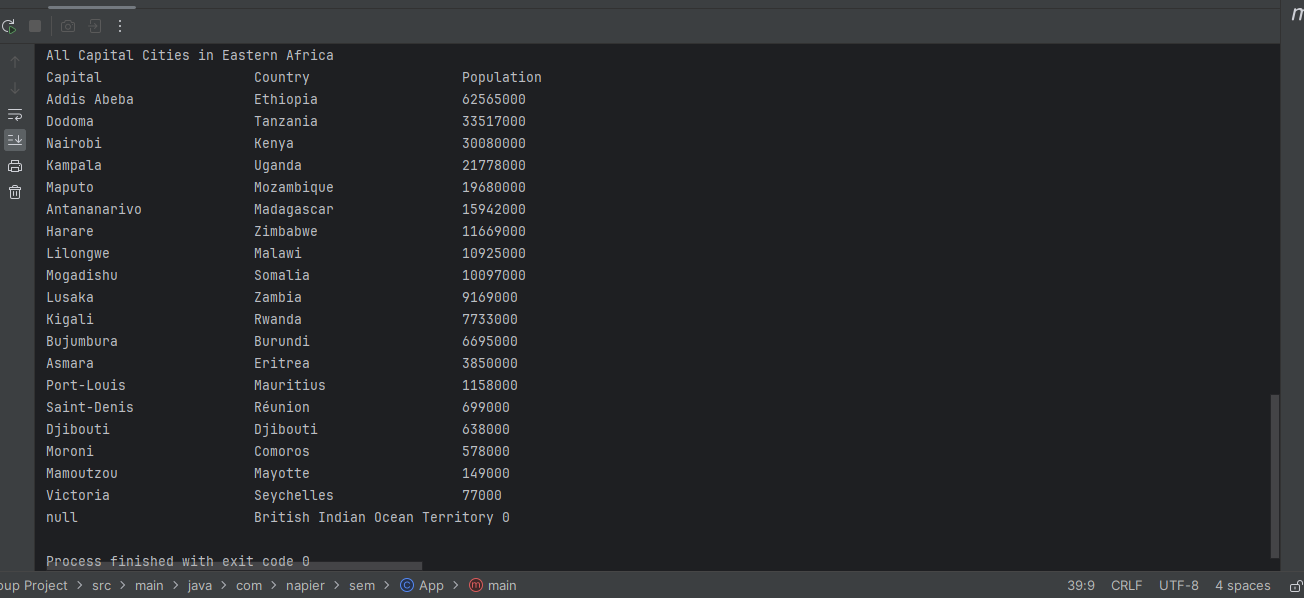 All Capital Cities in Eastern Africa
Capital Country Population
Addis Abeba Ethiopia 62565000
Dodoma Tanzania 33517000
Nairobi Kenya 30080000
Kampala Uganda 21778000
Maputo Mozambique 19680000
Antananarivo Madagascar 15942000
Harare Zimbabwe 11669000
Lilongwe Malawi 10925000
Mogadishu Somalia 10097000
Lusaka Zambia 9169000
Kigali Rwanda 7733000
Bujumbura Burundi 6695000
Asmara Eritrea 3850000
Port-Louis Mauritius 1158000
Saint-Denis Réunion 699000
Djibouti Djibouti 638000
Moroni Comoros 578000
Mamoutzou Mayotte 149000
Victoria Seychelles 77000
null British Indian Ocean Territory 0
Process finished with exit code 0
oup Project > src > main > java > com > napier > sem > App > main 39:9 CRLF UTF-8 4 spaces